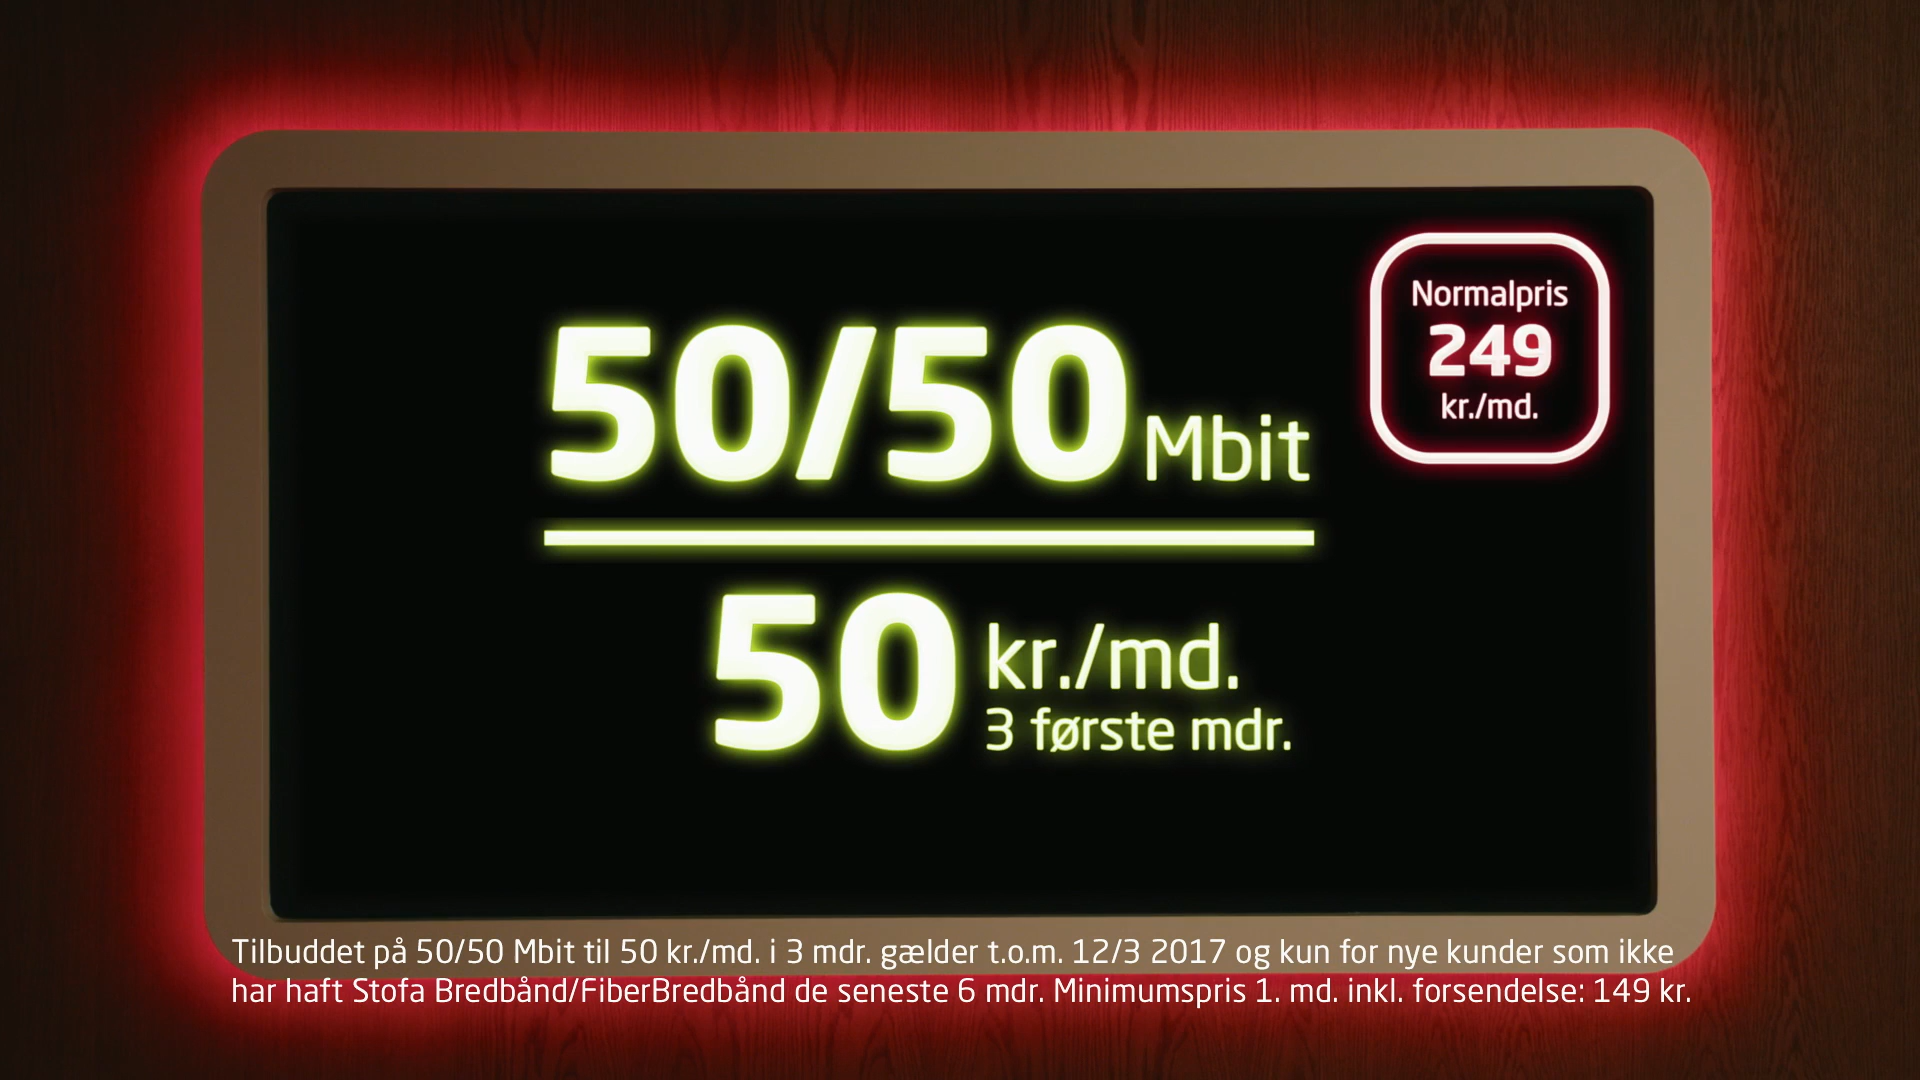 50/50 Mbit
50 kr./md.
3 første mdr.
Normalpris
249
kr./md.
Tilbuddet på 50/50 Mbit til 50 kr./md. i 3 mdr. gælder t.o.m. 12/3 2017 og kun for nye kunder som ikke
har haft Stofa Bredbånd/FiberBredbånd de seneste 6 mdr. Minimumspris 1. md. inkl. forsendelse: 149 kr.